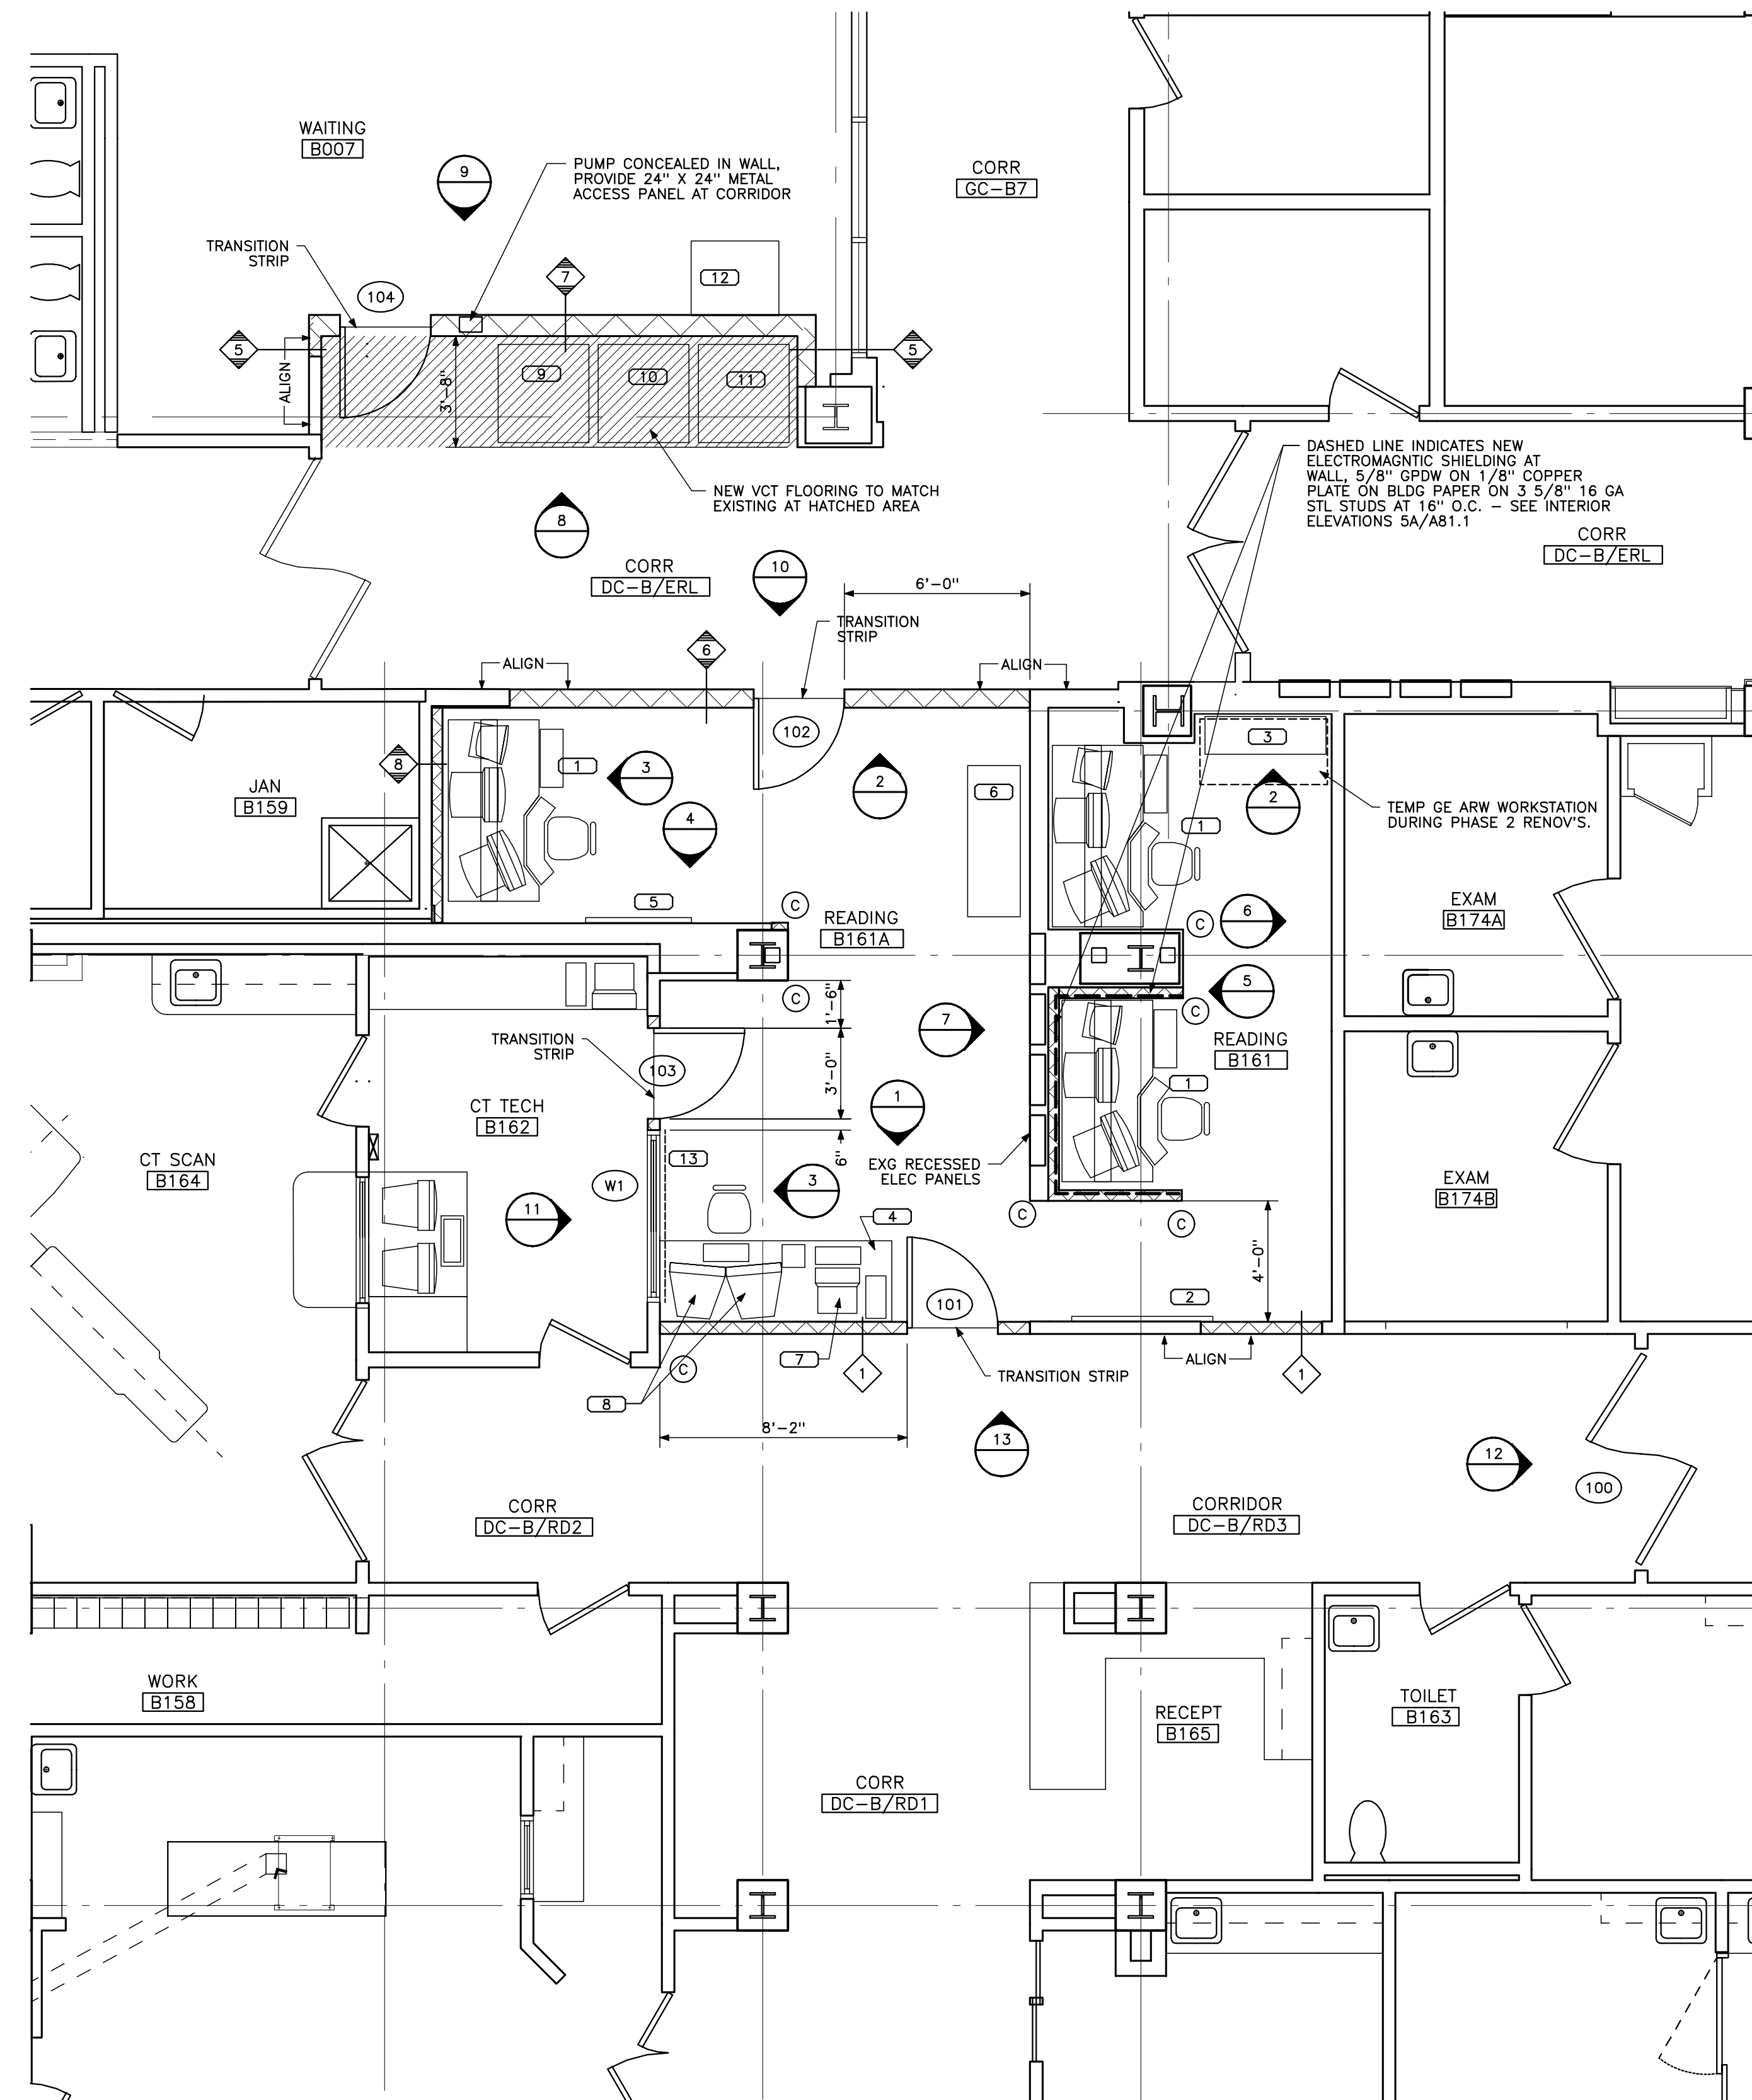 WAITING
B007
9
PUMP CONCEALED IN WALL,
PROVIDE 24" X 24" METAL
ACCESS PANEL AT CORRIDOR
CORR
GC-B7
TRANSITION
STRIP
104
7
12
5
ALIGN
3'-8"
9
10
11
5
NEW VCT FLOORING TO MATCH
EXISTING AT HATCHED AREA
DASHED LINE INDICATES NEW
ELECTROMAGNTIC SHIELDING AT
WALL, 5/8" GPDW ON 1/8" COPPER
PLATE ON BLDG PAPER ON 3 5/8" 16 GA
STL STUDS AT 16" O.C. – SEE INTERIOR
ELEVATIONS 5A/A81.1
CORR
DC-B/ERL
8
CORR
DC-B/ERL
10
6'-0"
TRANSITION
STRIP
6
ALIGN
ALIGN
102
8
1
3
2
4
6
3
2
1
TEMP GE ARW WORKSTATION
DURING PHASE 2 RENOV'S.
JAN
B159
5
C
READING
B161A
C
6
EXAM
B174A
C
1'-6"
5
C
7
READING
B161
TRANSITION
STRIP
103
3'-0"
1
1
CT TECH
B162
CT SCAN
B164
13
6"
EXG RECESSED
ELEC PANELS
W1
3
11
4
C
C
EXAM
B174B
4'-0"
101
2
7
C
1
TRANSITION STRIP
ALIGN
1
8
8'-2"
13
12
100
CORR
DC-B/RD2
CORRIDOR
DC-B/RD3
WORK
B158
RECEPT
B165
TOILET
B163
CORR
DC-B/RD1